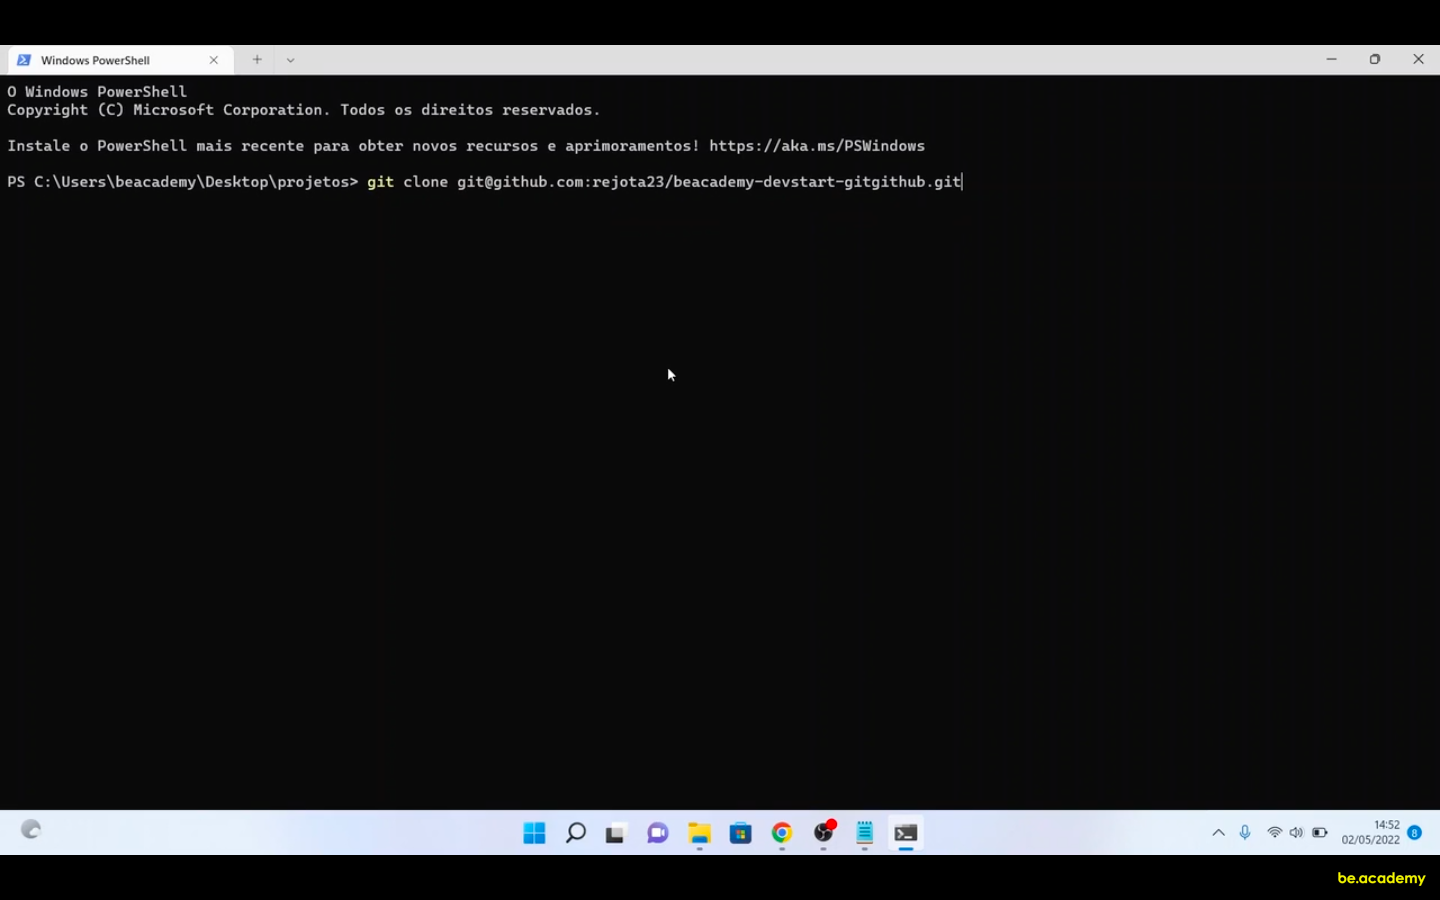 Windows PowerShell
O Windows PowerShell
Copyright (C) Microsoft Corporation. Todos os direitos reservados.
Instale o PowerShell mais recente para obter novos recursos e aprimoramentos! https://aka.ms/PSWindows
PS C:\Users\beacademy\Desktop\projetos> git clone git@github.com:rejota23/beacademy-devstart-gitgithub.git
14:52
02/05/2022
8
be.academy